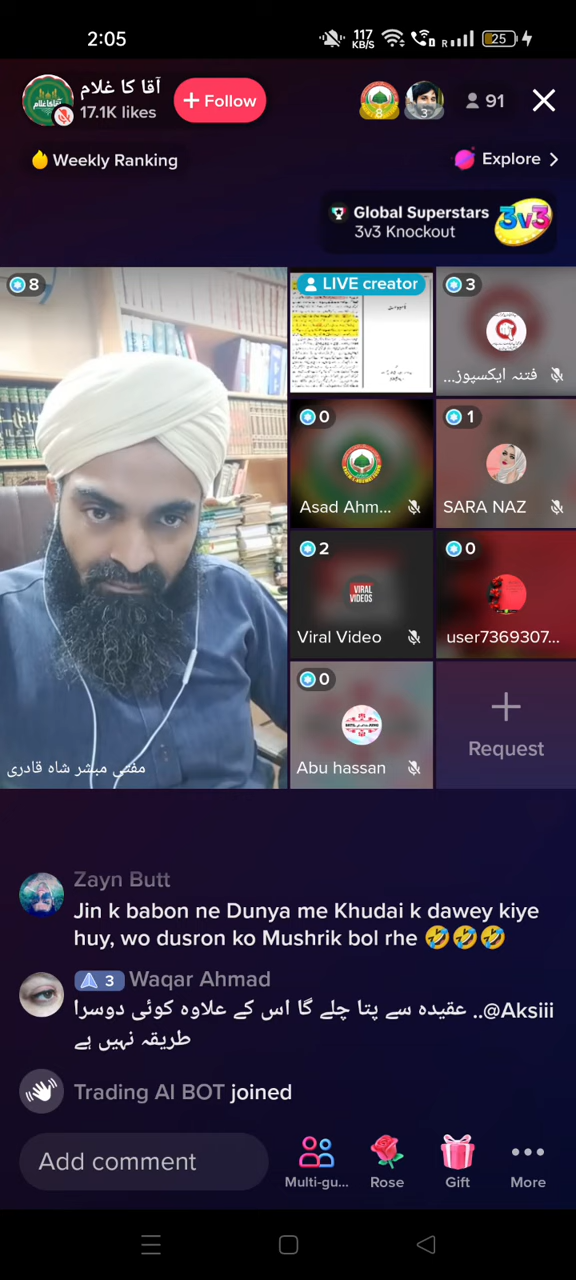 2:05
117
KB/S
R
25
آقا کا غلام
17.1K likes
+ Follow
8
3
91
Weekly Ranking
Explore
Global Superstars
3v3 Knockout
3v3
8
LIVE creator
3
فتنہ ایکسپوز...
0
Asad Ahm...
1
SARA NAZ
2
VIRAL
VIDEOS
Viral Video
0
user7369307...
0
Abu hassan
Request
مفتی مبشر شاہ قادری
Zayn Butt
Jin k babon ne Dunya me Khudai k dawey kiye
huy, wo dusron ko Mushrik bol rhe 🤣🤣🤣
3 Waqar Ahmad
@Aksiii.. عقیدہ سے پتا چلے گا اس کے علاوہ کوئی دوسرا
طریقہ نہیں ہے
Trading AI BOT joined
Add comment
Multi-gu...
Rose
Gift
More